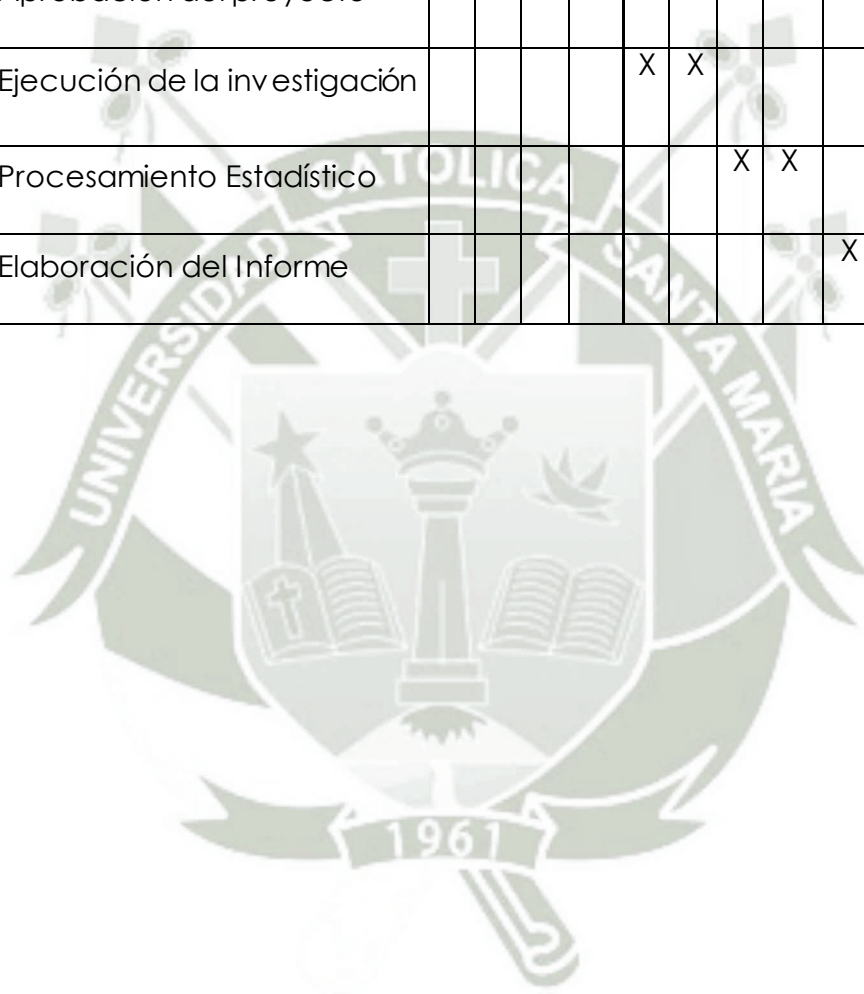 Ejecución de la investigación X X
Procesamiento Estadístico X X
Elaboración del Informe X
UNIVERSIDAD CATOLICA SANTA MARIA
1961